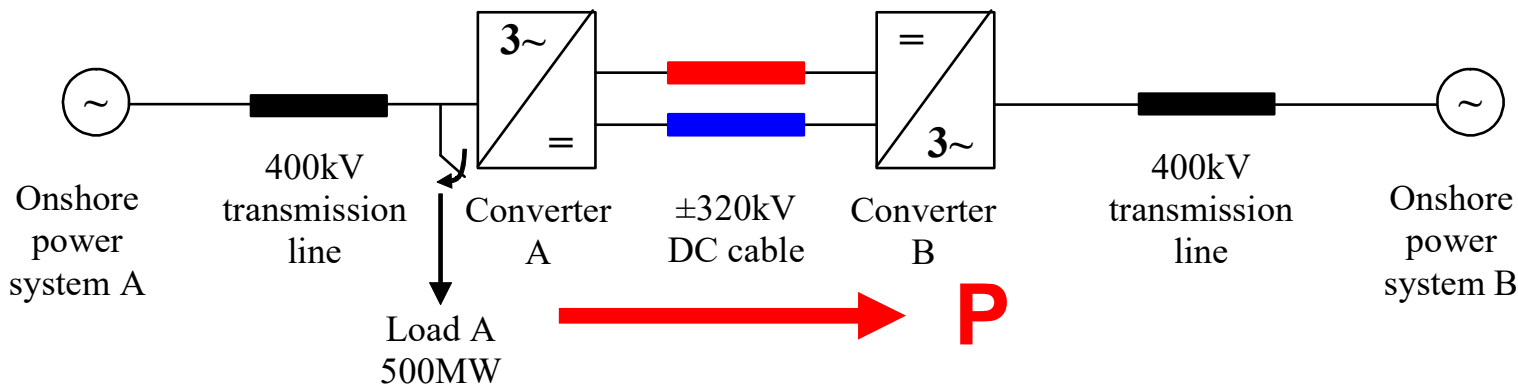 ~
Onshore
power
system A
400kV
transmission
line
Load A
500MW
3~
=
Converter
A
±320kV
DC cable
=
3~
Converter
B
P
400kV
transmission
line
~
Onshore
power
system B